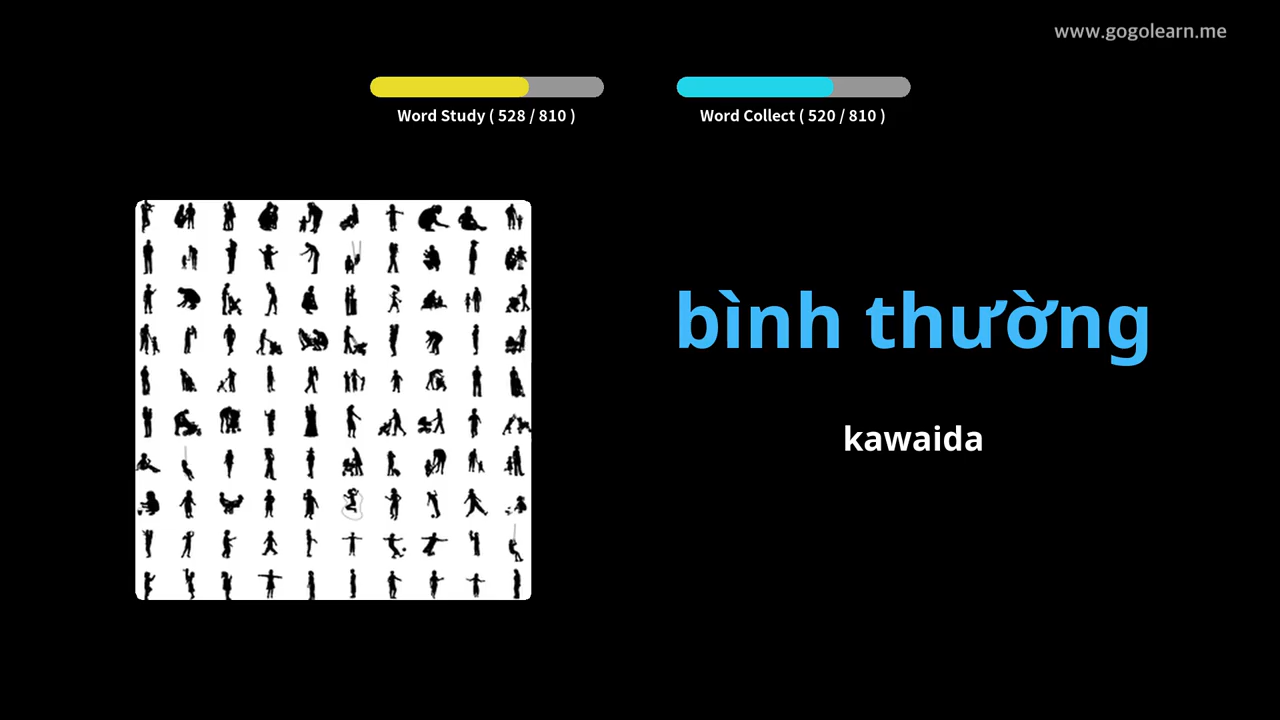 www.gogolearn.me
Word Study ( 528 / 810 )
Word Collect ( 520 / 810 )
bình thường
kawaida